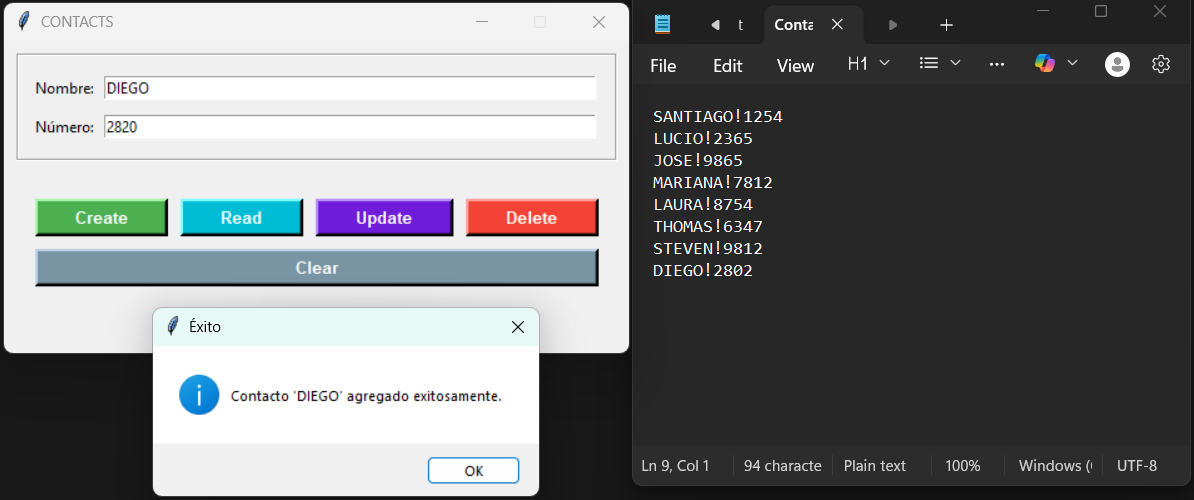 CONTACTS
Nombre: DIEGO
Número: 2820
Create Read Update Delete
Clear
Éxito
Contacto 'DIEGO' agregado exitosamente.
OK
t Conta
File Edit View H1
SANTIAGO!1254
LUCIO!2365
JOSE!9865
MARIANA!7812
LAURA!8754
THOMAS!6347
STEVEN!9812
DIEGO!2802
Ln 9, Col 1 94 characte Plain text 100% Windows ( UTF-8